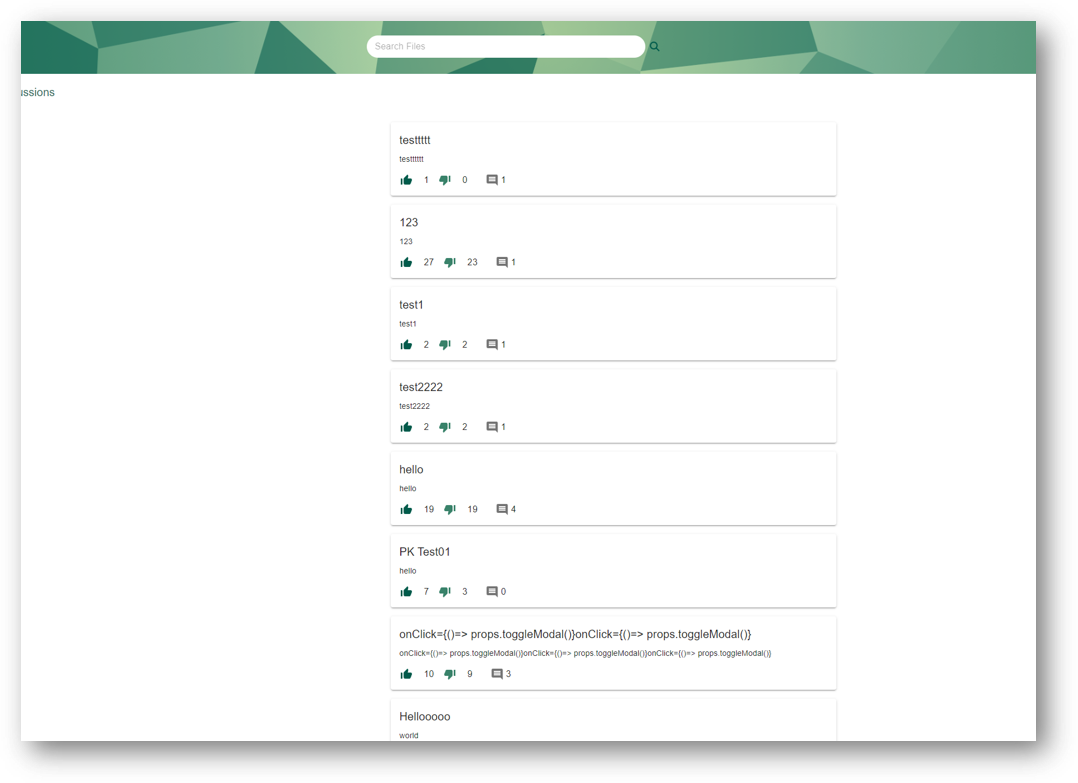 Search Files
ussions
testtttt
testttttt
1 0 1
123
123
27 23 1
test1
test1
2 2 1
test2222
test2222
2 2 1
hello
hello
19 19 4
PK Test01
hello
7 3 0
onClick={()=> props.toggleModal()}onClick={()=> props.toggleModal()}
onClick={()=> props.toggleModal()}onClick={()=> props.toggleModal()}onClick={()=> props.toggleModal()}
10 9 3
Hellooooo
world